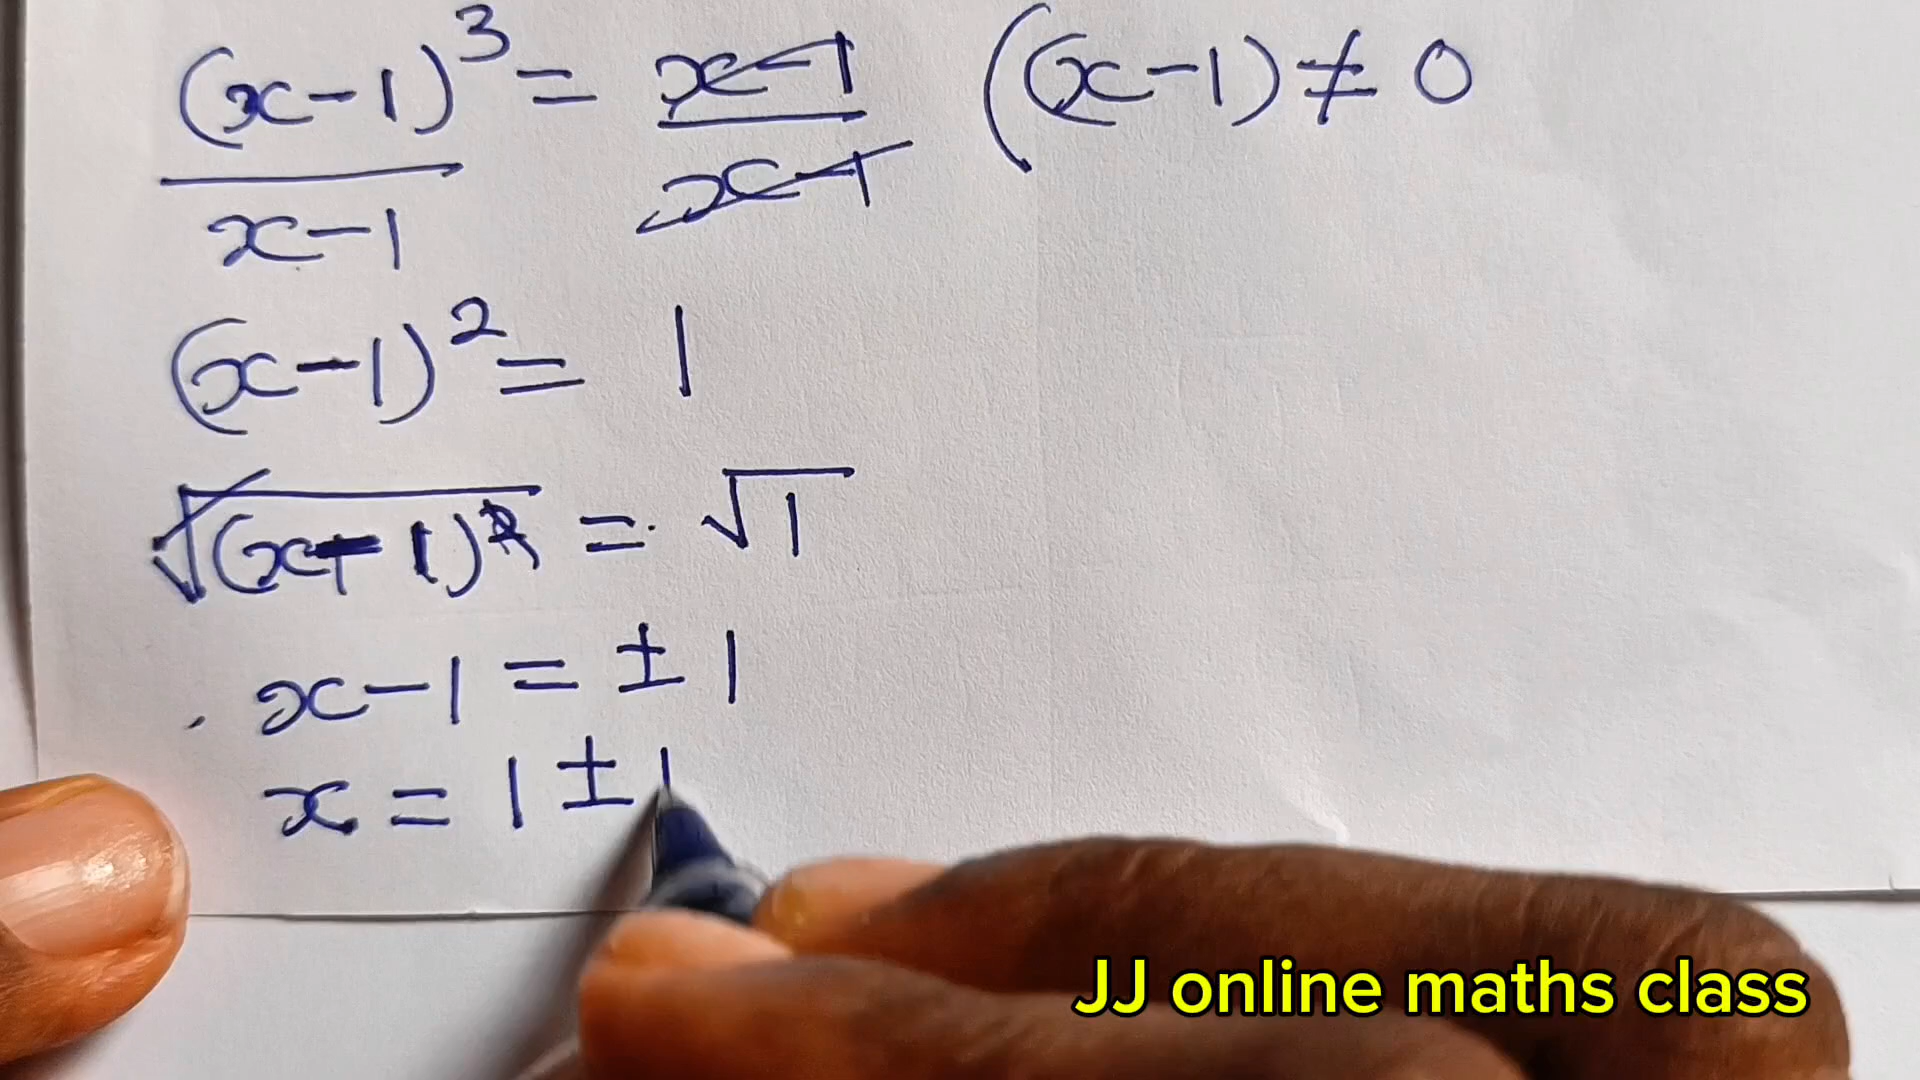 (x-1)³ = x-1 ((x-1) ≠ 0
x-1 x-1
(x-1)² = 1
√(x-1)² = √1
x-1 = ± 1
x = 1 ± 1
JJ online maths class